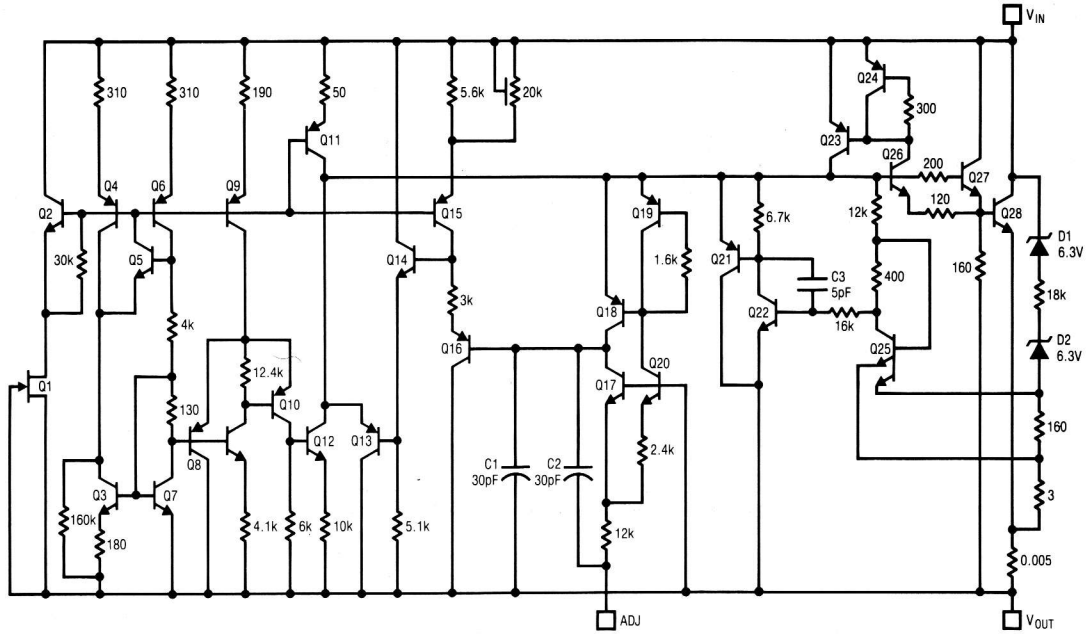 VIN
310
310
190
50
5.6k
20k
Q24
300
Q11
Q23
Q26
200
Q27
Q4
Q6
Q9
Q2
Q15
Q19
120
Q28
6.7k
12k
D1
6.3V
Q5
30k
Q14
1.6k
Q21
C3
5pF
400
160
3k
Q18
Q22
16k
18k
4k
Q16
Q25
D2
6.3V
Q1
12.4k
Q20
Q17
130
Q10
Q12
Q13
160
Q8
2.4k
C1
30pF
C2
30pF
Q3
Q7
3
160k
180
4.1k
6k
10k
5.1k
12k
0.005
ADJ
VOUT